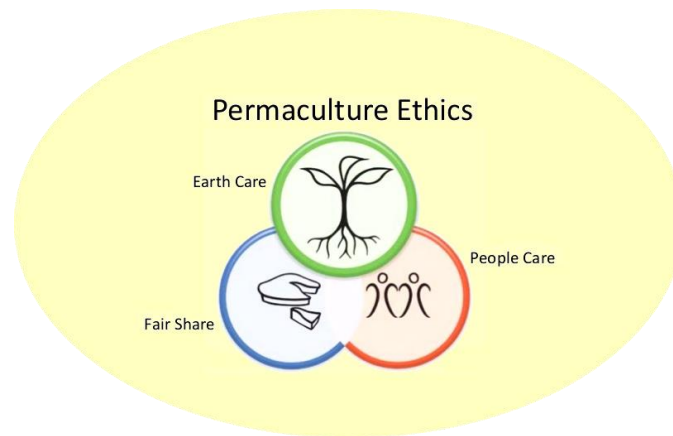 Permaculture Ethics
Earth Care
People Care
Fair Share